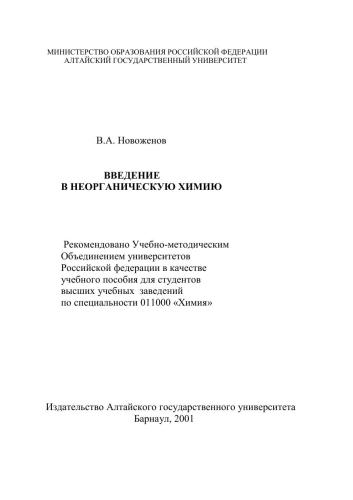 МИНИСТЕРСТВО ОБРАЗОВАНИЯ РОССИЙСКОЙ ФЕДЕРАЦИИ
АЛТАЙСКИЙ ГОСУДАРСТВЕННЫЙ УНИВЕРСИТЕТ
В.А. Новоженов
ВВЕДЕНИЕ
В НЕОРГАНИЧЕСКУЮ ХИМИЮ
Рекомендовано Учебно-методическим
Объединением университетов
Российской федерации в качестве
учебного пособия для студентов
высших учебных заведений
по специальности 011000 «Химия»
Издательство Алтайского государственного университета
Барнаул, 2001